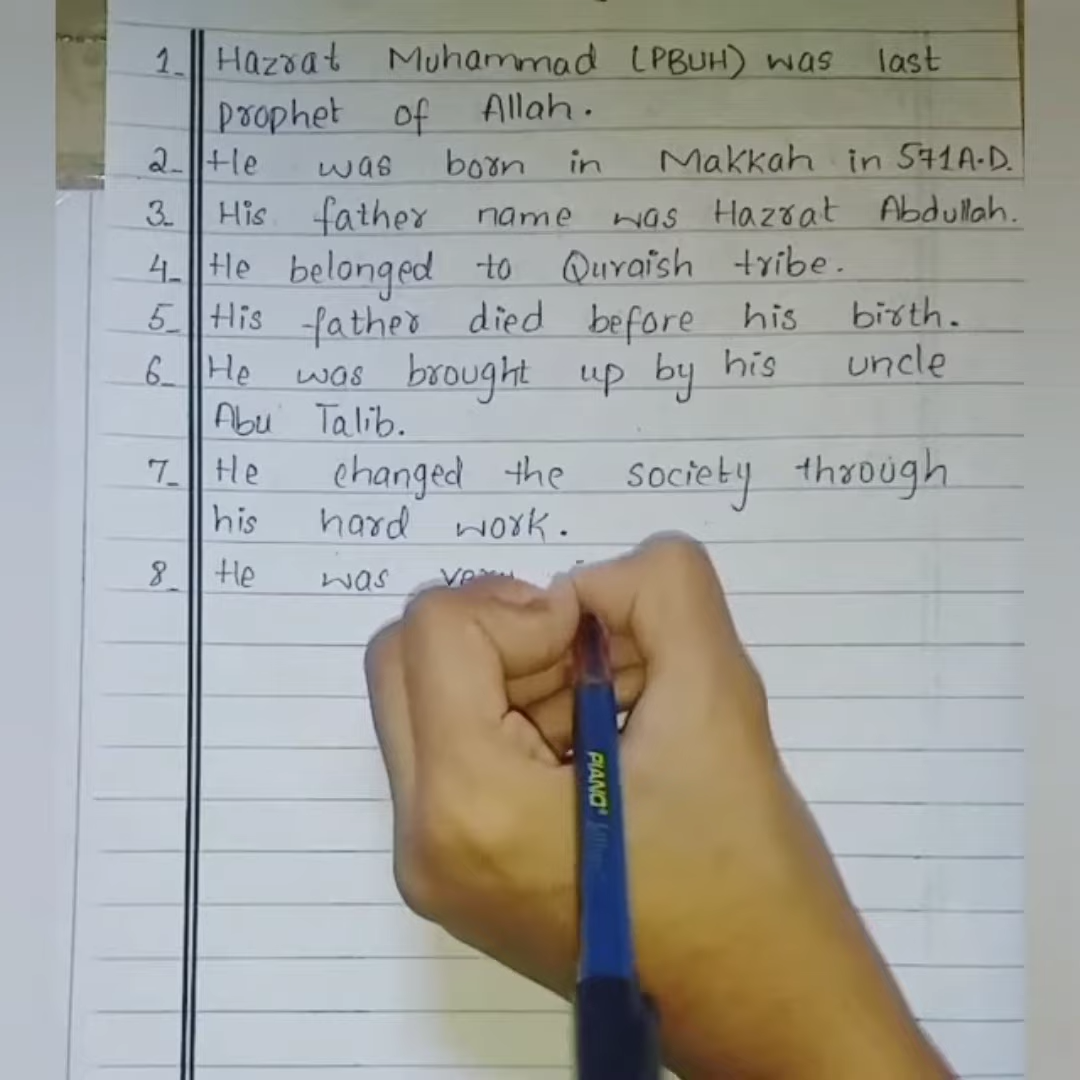 1_ Hazrat Muhammad (PBUH) was last
prophet of Allah.
2_ He was born in Makkah in 571A.D.
3_ His father name was Hazrat Abdullah.
4_ He belonged to Quraish tribe.
5_ His father died before his birth.
6_ He was brought up by his uncle
Abu Talib.
7_ He changed the society through
his hard work.
8_ He was very
PIANO